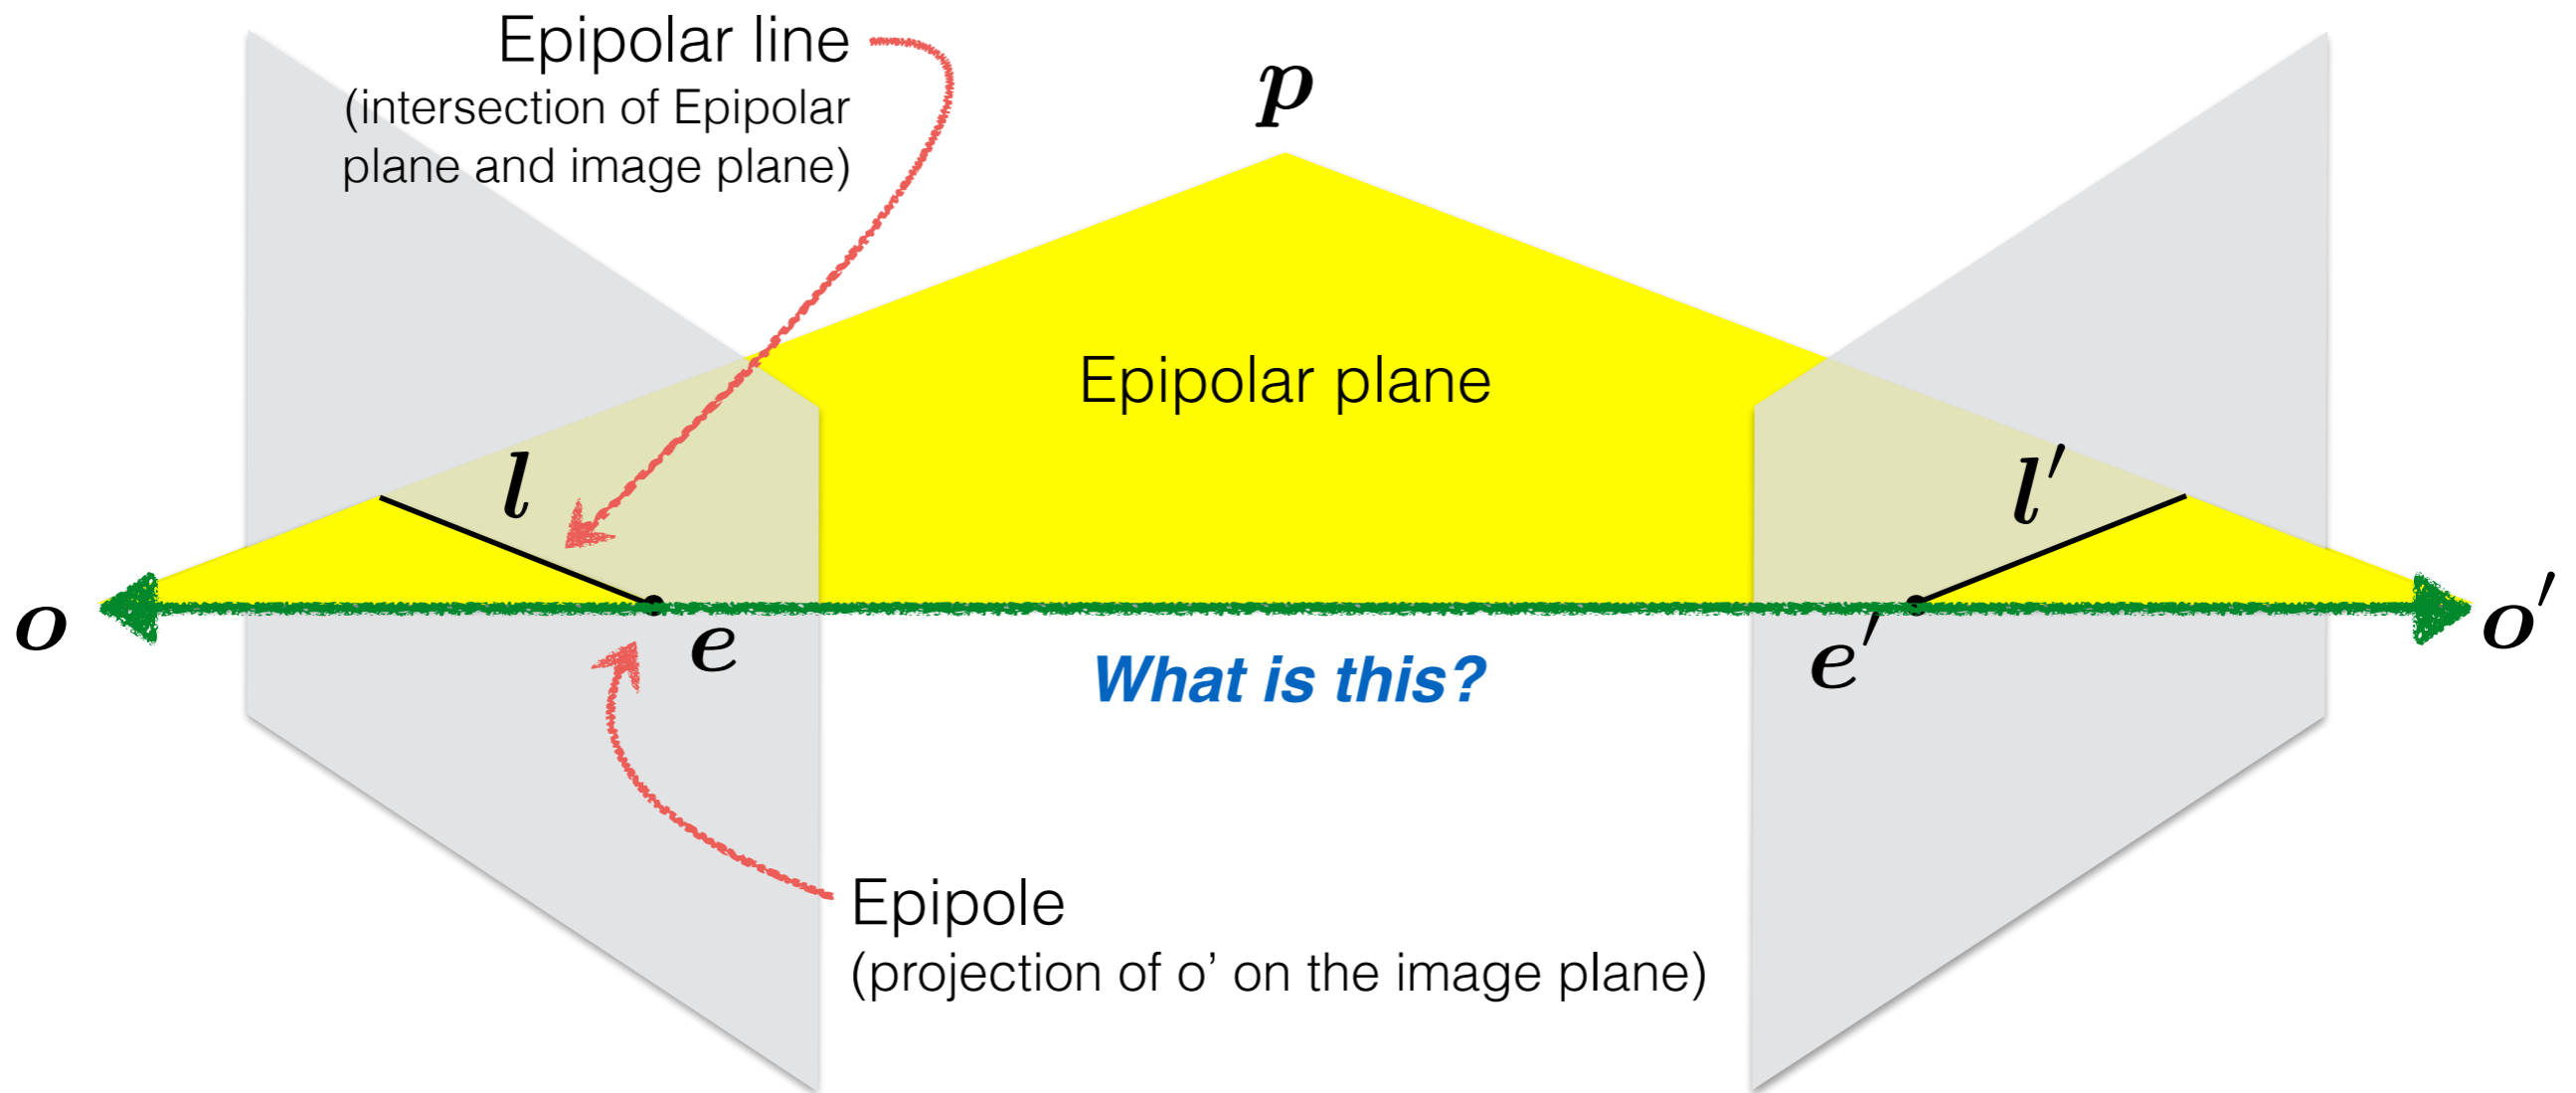 Epipolar line
(intersection of Epipolar
plane and image plane)
p
Epipolar plane
l
l′
o
e
What is this?
e′
o′
Epipole
(projection of o’ on the image plane)